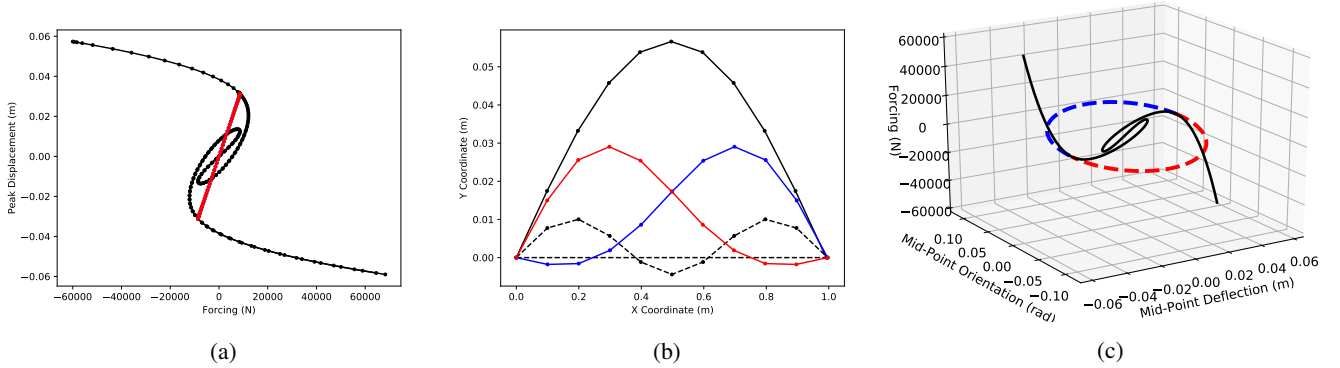 0.06
0.04
0.02
0.00
−0.02
−0.04
−0.06
Peak Displacement (m)
−60000 −40000 −20000 0 20000 40000 60000
Forcing (N)
(a)
0.05
0.04
0.03
0.02
0.01
0.00
Y Coordinate (m)
0.0 0.2 0.4 0.6 0.8 1.0
X Coordinate (m)
(b)
60000
40000
20000
0
−20000
−40000
−60000
Forcing (N)
0.10
0.05
0.00
−0.05
−0.10
Mid-Point Orientation (rad)
−0.06
−0.04
−0.02
0.00
0.02
0.04
0.06
Mid-Point Deflection (m)
(c)